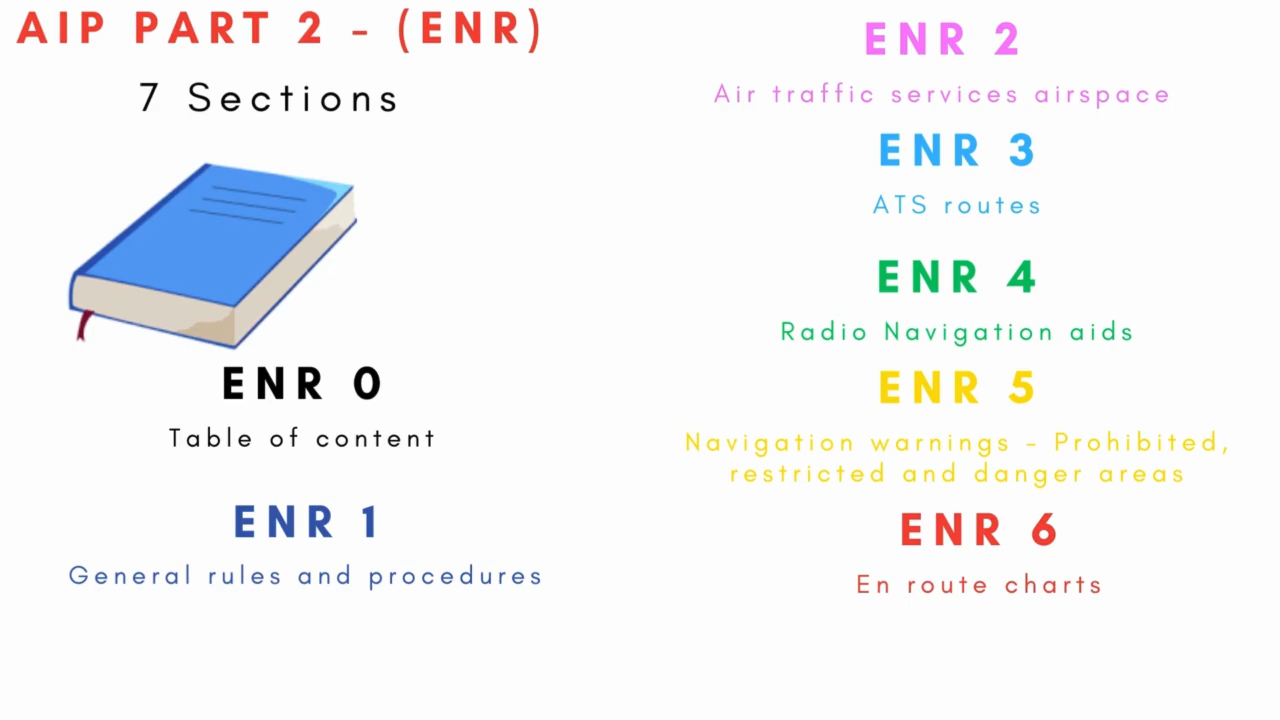 AIP PART 2 - (ENR)
7 Sections
ENR 0
Table of content
ENR 1
General rules and procedures
ENR 2
Air traffic services airspace
ENR 3
ATS routes
ENR 4
Radio Navigation aids
ENR 5
Navigation warnings - Prohibited,
restricted and danger areas
ENR 6
En route charts